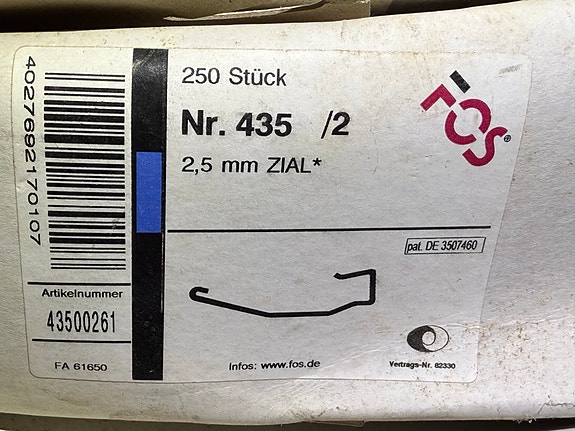 4027692170107
Artikelnummer
43500261
FA 61650
250 Stück
Nr. 435 /2
2,5 mm ZIAL*
FOS®
pat. DE 3507460
Infos: www.fos.de
Vertrags-Nr. 82330